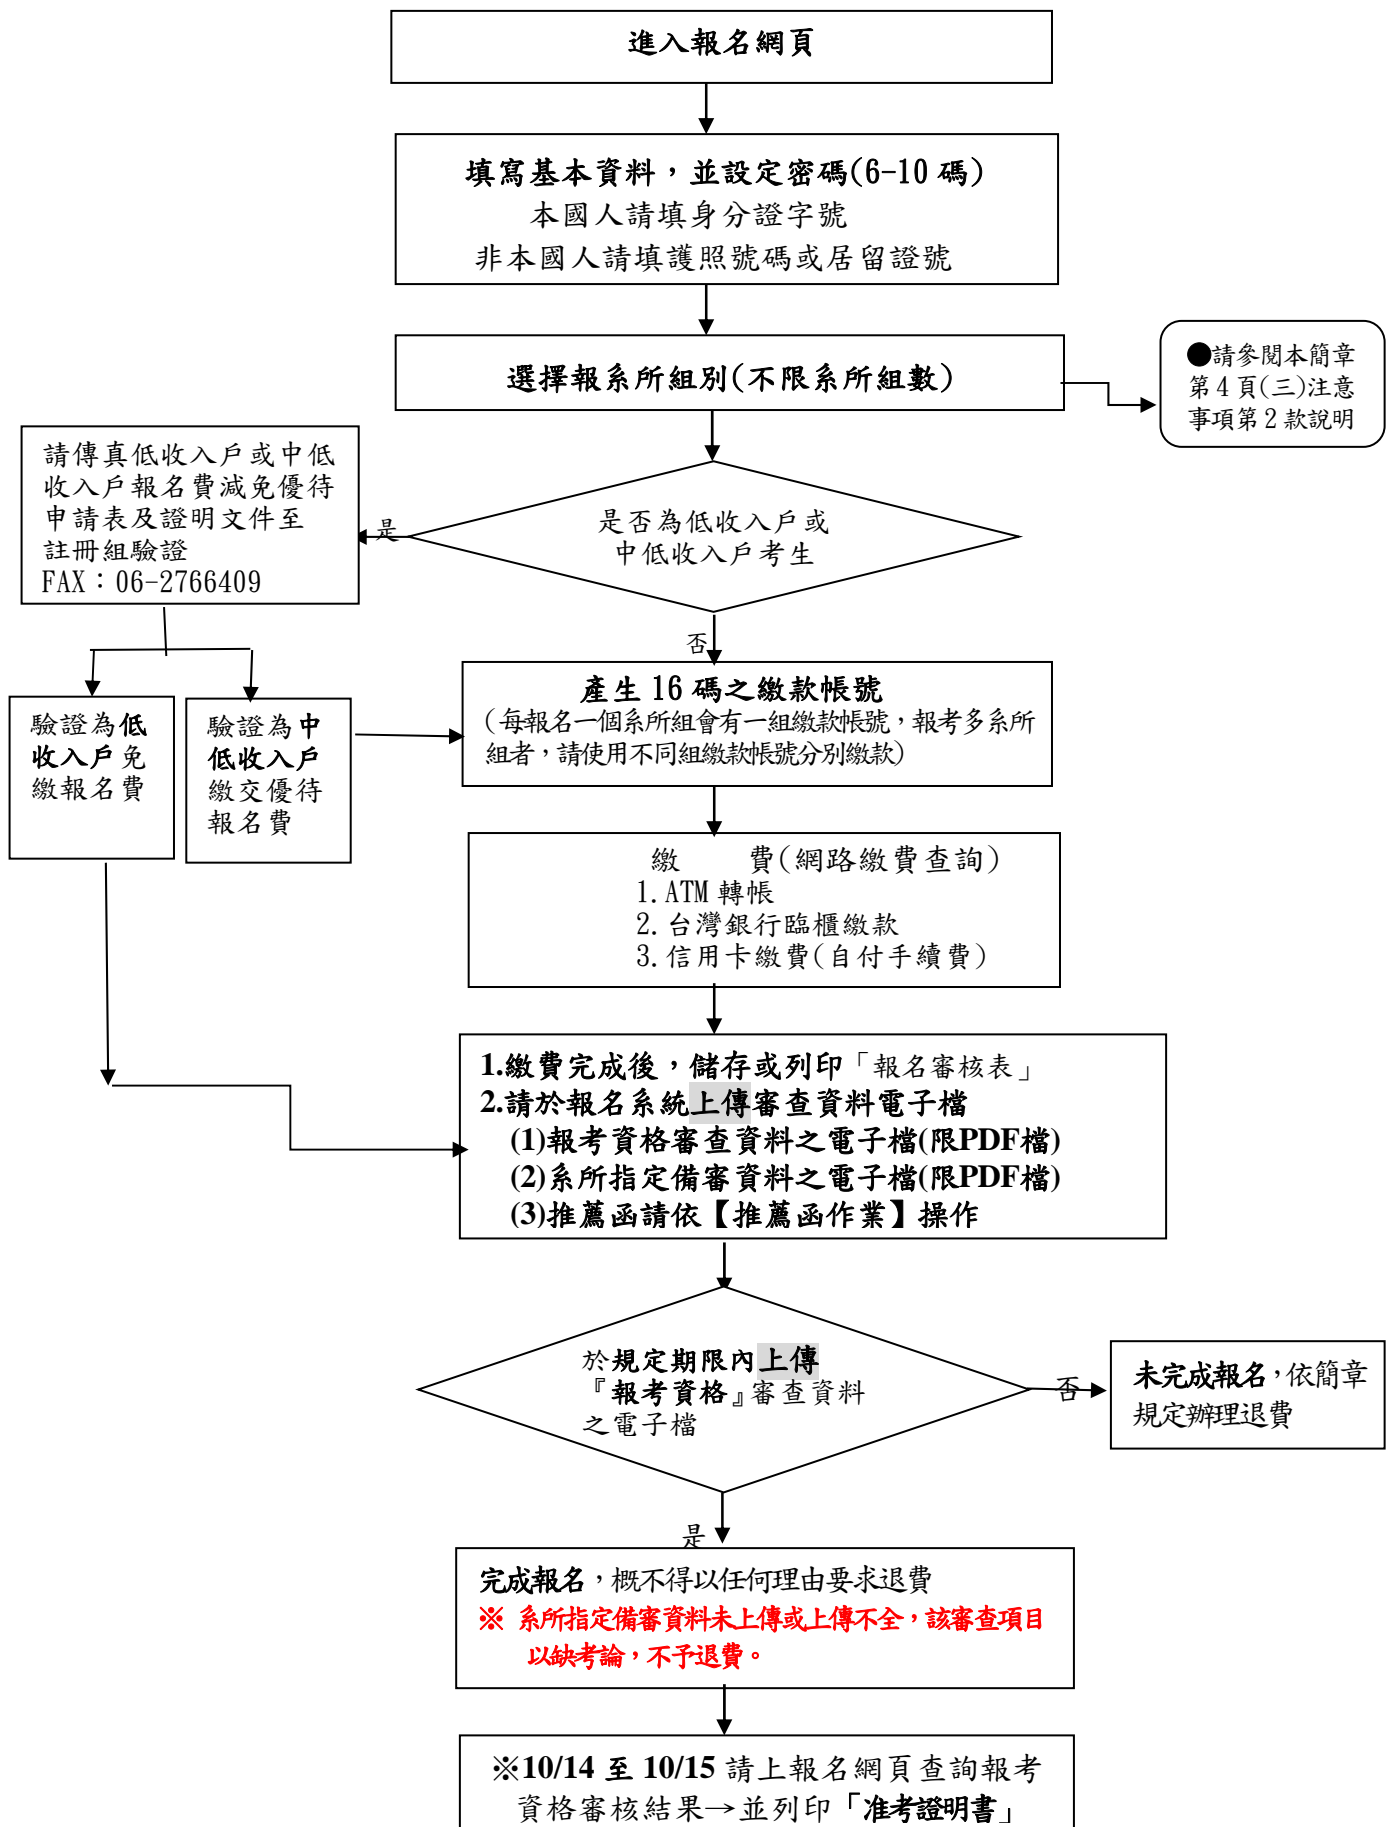 進入報名網頁
填寫基本資料，並設定密碼(6-10 碼)
本國人請填身分證字號
非本國人請填護照號碼或居留證號
選擇報系所組別(不限系所組數)
●請參閱本簡章
第 4 頁(三)注意
事項第 2 款說明
請傳真低收入戶或中低
收入戶報名費減免優待
申請表及證明文件至
註冊組驗證
FAX：06-2766409
是
是否為低收入戶或
中低收入戶考生
否
驗證為低
收入戶免
繳報名費
驗證為中
低收入戶
繳交優待
報名費
產生 16 碼之繳款帳號
（每報名一個系所組會有一組繳款帳號，報考多系所
組者，請使用不同組繳款帳號分別繳款）
繳　　費(網路繳費查詢)
1. ATM 轉帳
2. 台灣銀行臨櫃繳款
3. 信用卡繳費(自付手續費)
1.繳費完成後，儲存或列印「報名審核表」
2.請於報名系統上傳審查資料電子檔
(1)報考資格審查資料之電子檔(限PDF檔)
(2)系所指定備審資料之電子檔(限PDF檔)
(3)推薦函請依【推薦函作業】操作
於規定期限內上傳
『報考資格』審查資料
之電子檔
否
未完成報名，依簡章
規定辦理退費
是
完成報名，概不得以任何理由要求退費
※ 系所指定備審資料未上傳或上傳不全，該審查項目
以缺考論，不予退費。
※10/14 至 10/15 請上報名網頁查詢報考
資格審核結果→並列印「准考證明書」